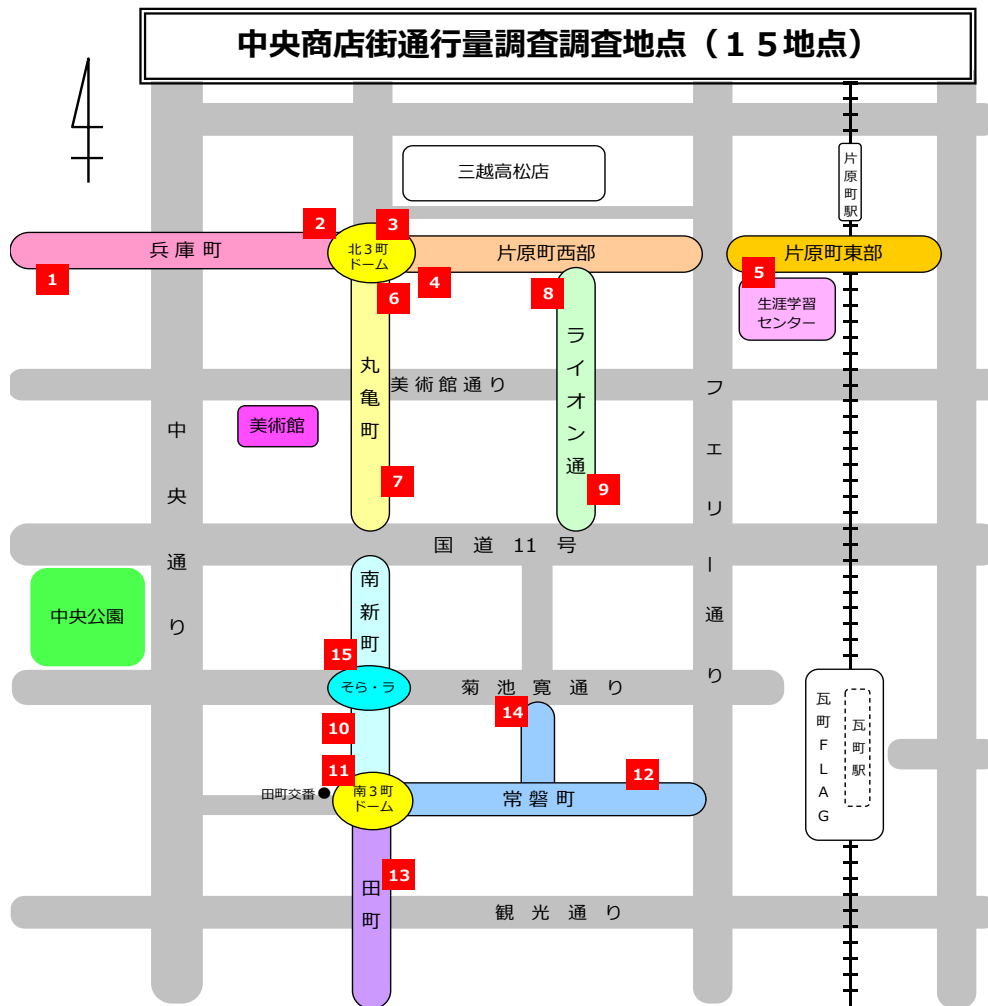 中央商店街通行量調査調査地点（１５地点）
片原町駅
三越高松店
2
3
兵庫町
北３町
ドーム
片原町西部
片原町東部
1
4
5
6
8
生涯学習
センター
丸亀町
ライオン通
美術館通り
フェリー通り
美術館
中央通り
7
9
国道11号
南新町
中央公園
15
そら・ラ
菊池寛通り
14
10
瓦町FLAG
瓦町駅
11
12
田町交番
南３町
ドーム
常磐町
13
田町
観光通り